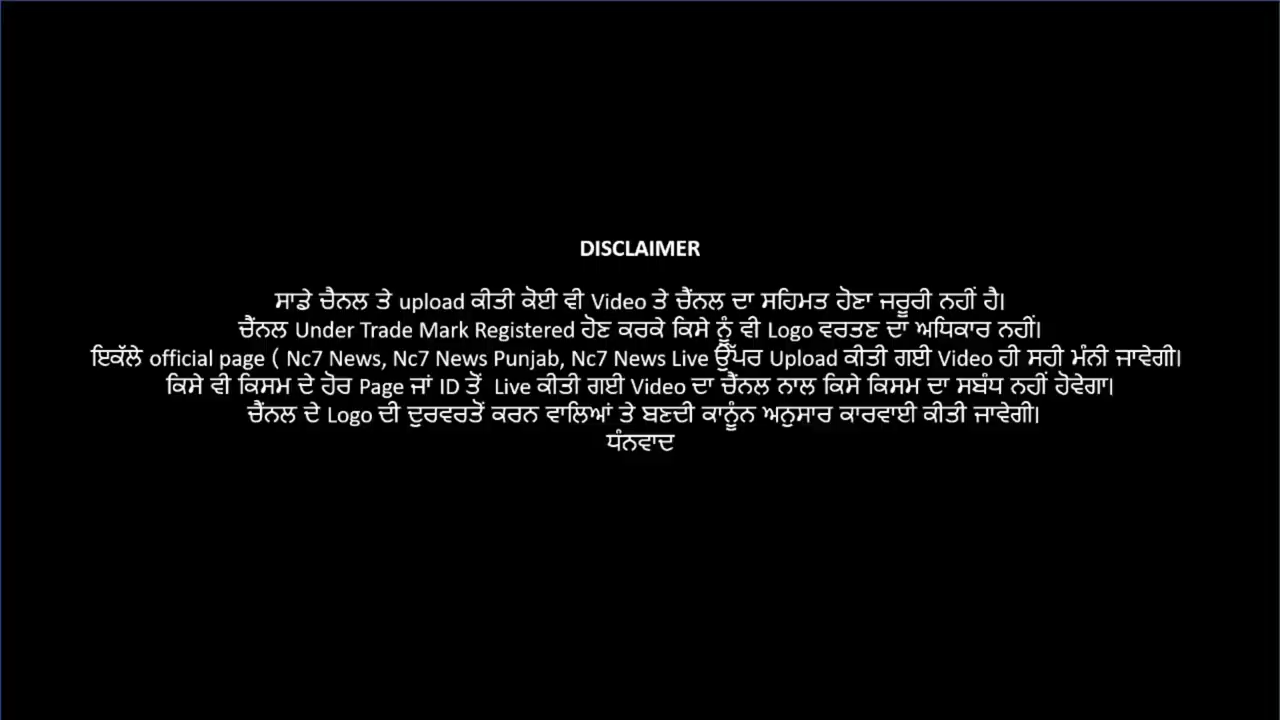 DISCLAIMER
ਸਾਡੇ ਚੈਨਲ ਤੇ upload ਕੀਤੀ ਕੋਈ ਵੀ Video ਤੇ ਚੈਂਨਲ ਦਾ ਸਹਿਮਤ ਹੋਣਾ ਜਰੂਰੀ ਨਹੀਂ ਹੈ।
ਚੈਂਨਲ Under Trade Mark Registered ਹੋਣ ਕਰਕੇ ਕਿਸੇ ਨੂੰ ਵੀ Logo ਵਰਤਣ ਦਾ ਅਧਿਕਾਰ ਨਹੀਂ।
ਇਕੱਲੇ official page ( Nc7 News, Nc7 News Punjab, Nc7 News Live ਉੱਪਰ Upload ਕੀਤੀ ਗਈ Video ਹੀ ਸਹੀ ਮੰਨੀ ਜਾਵੇਗੀ।
ਕਿਸੇ ਵੀ ਕਿਸਮ ਦੇ ਹੋਰ Page ਜਾਂ ID ਤੋਂ Live ਕੀਤੀ ਗਈ Video ਦਾ ਚੈਂਨਲ ਨਾਲ ਕਿਸੇ ਕਿਸਮ ਦਾ ਸਬੰਧ ਨਹੀਂ ਹੋਵੇਗਾ।
ਚੈਂਨਲ ਦੇ Logo ਦੀ ਦੁਰਵਰਤੋਂ ਕਰਨ ਵਾਲਿਆਂ ਤੇ ਬਣਦੀ ਕਾਨੂੰਨ ਅਨੁਸਾਰ ਕਾਰਵਾਈ ਕੀਤੀ ਜਾਵੇਗੀ।
ਧੰਨਵਾਦ